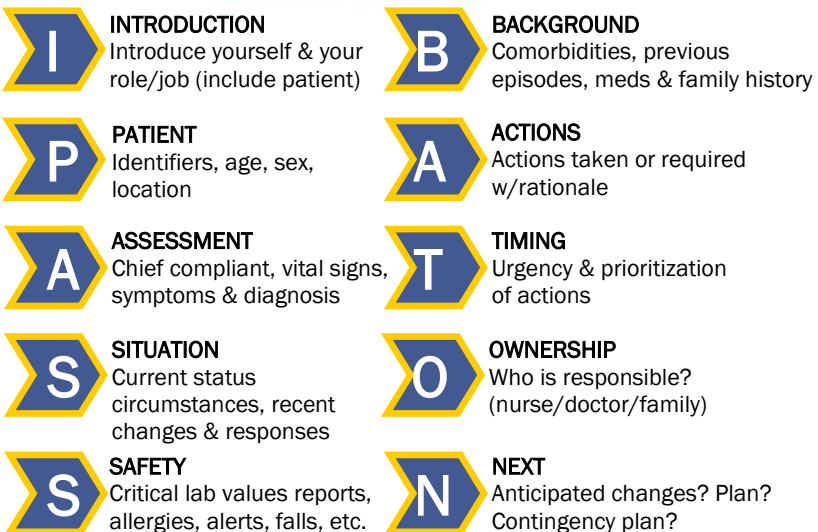 I
INTRODUCTION
Introduce yourself & your
role/job (include patient)
P
PATIENT
Identifiers, age, sex,
location
A
ASSESSMENT
Chief compliant, vital signs,
symptoms & diagnosis
S
SITUATION
Current status
circumstances, recent
changes & responses
S
SAFETY
Critical lab values reports,
allergies, alerts, falls, etc.
B
BACKGROUND
Comorbidities, previous
episodes, meds & family history
A
ACTIONS
Actions taken or required
w/rationale
T
TIMING
Urgency & prioritization
of actions
O
OWNERSHIP
Who is responsible?
(nurse/doctor/family)
N
NEXT
Anticipated changes? Plan?
Contingency plan?